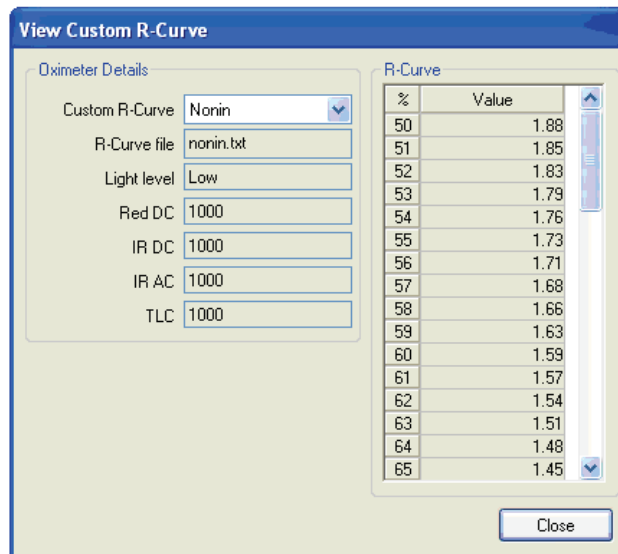 View Custom R-Curve
Oximeter Details
Custom R-Curve Nonin
R-Curve file nonin.txt
Light level Low
Red DC 1000
IR DC 1000
IR AC 1000
TLC 1000
R-Curve
% Value
50 1.88
51 1.85
52 1.83
53 1.79
54 1.76
55 1.73
56 1.71
57 1.68
58 1.66
59 1.63
60 1.59
61 1.57
62 1.54
63 1.51
64 1.48
65 1.45
Close